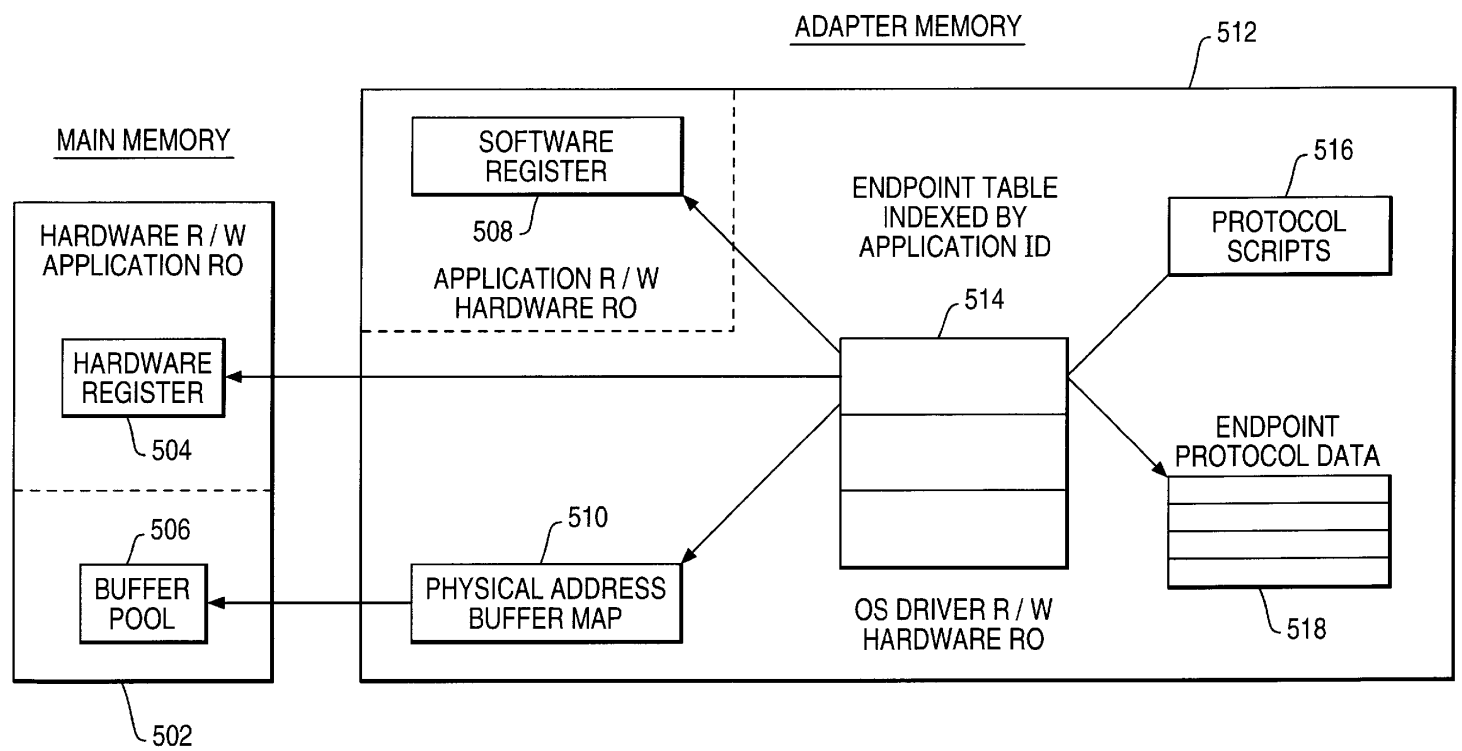 ADAPTER MEMORY
512
MAIN MEMORY
HARDWARE R / W
APPLICATION RO
HARDWARE
REGISTER
504
506
BUFFER
POOL
502
SOFTWARE
REGISTER
508
APPLICATION R / W
HARDWARE RO
510
PHYSICAL ADDRESS
BUFFER MAP
ENDPOINT TABLE
INDEXED BY
APPLICATION ID
514
OS DRIVER R / W
HARDWARE RO
516
PROTOCOL
SCRIPTS
ENDPOINT
PROTOCOL DATA
518